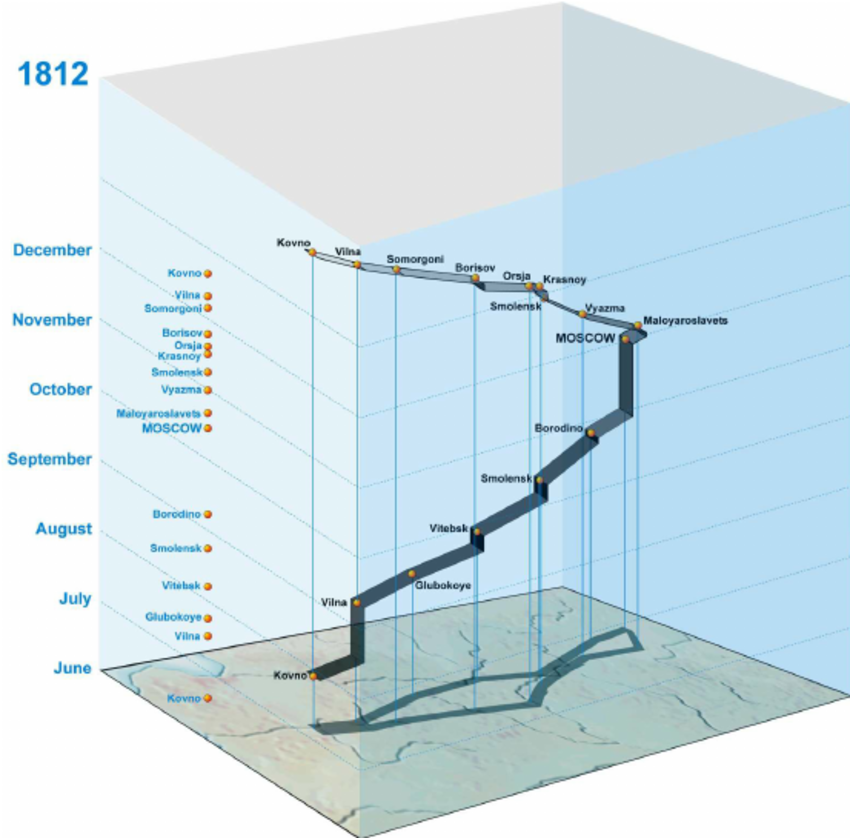 1812
December
November
October
September
August
July
June
Kovno
Vilna
Somorgoni
Borisov
Orsja
Krasnoy
Smolensk
Vyazma
Maloyaroslavets
MOSCOW
Borodino
Smolensk
Vitebsk
Glubokoye
Vilna
Kovno
Kovno
Vilna
Somorgoni
Borisov
Orsja
Krasnoy
Smolensk
Vyazma
Maloyaroslavets
MOSCOW
Borodino
Smolensk
Vitebsk
Glubokoye
Vilna
Kovno